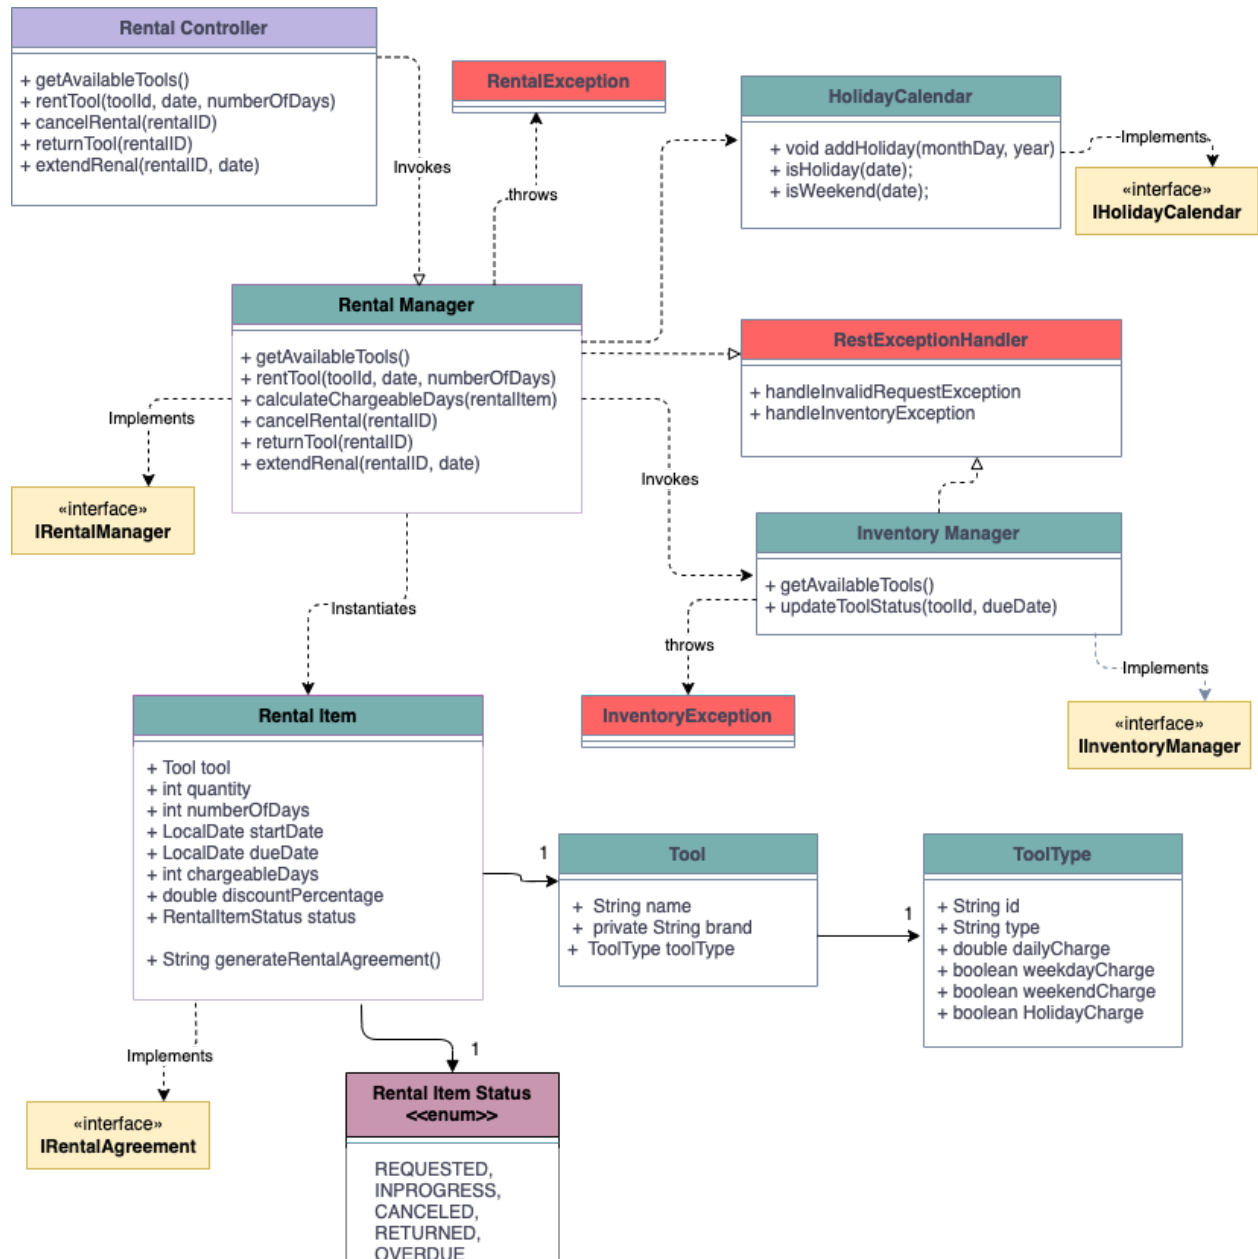 Rental Controller
+ getAvailableTools()
+ rentTool(toolId, date, numberOfDays)
+ cancelRental(rentalID)
+ returnTool(rentalID)
+ extendRenal(rentalID, date)
Invokes
RentalException
throws
HolidayCalendar
+ void addHoliday(monthDay, year)
+ isHoliday(date);
+ isWeekend(date);
Implements
«interface»
IHolidayCalendar
Rental Manager
+ getAvailableTools()
+ rentTool(toolId, date, numberOfDays)
+ calculateChargeableDays(rentalItem)
+ cancelRental(rentalID)
+ returnTool(rentalID)
+ extendRenal(rentalID, date)
Implements
«interface»
IRentalManager
RestExceptionHandler
+ handleInvalidRequestException
+ handleInventoryException
Invokes
Inventory Manager
+ getAvailableTools()
+ updateToolStatus(toolId, dueDate)
throws
InventoryException
Implements
«interface»
IInventoryManager
Instantiates
Rental Item
+ Tool tool
+ int quantity
+ int numberOfDays
+ LocalDate startDate
+ LocalDate dueDate
+ int chargeableDays
+ double discountPercentage
+ RentalItemStatus status
+ String generateRentalAgreement()
1
Tool
+ String name
+ private String brand
+ ToolType toolType
1
ToolType
+ String id
+ String type
+ double dailyCharge
+ boolean weekdayCharge
+ boolean weekendCharge
+ boolean HolidayCharge
Implements
«interface»
IRentalAgreement
1
Rental Item Status
<<enum>>
REQUESTED,
INPROGRESS,
CANCELED,
RETURNED,
OVERDUE